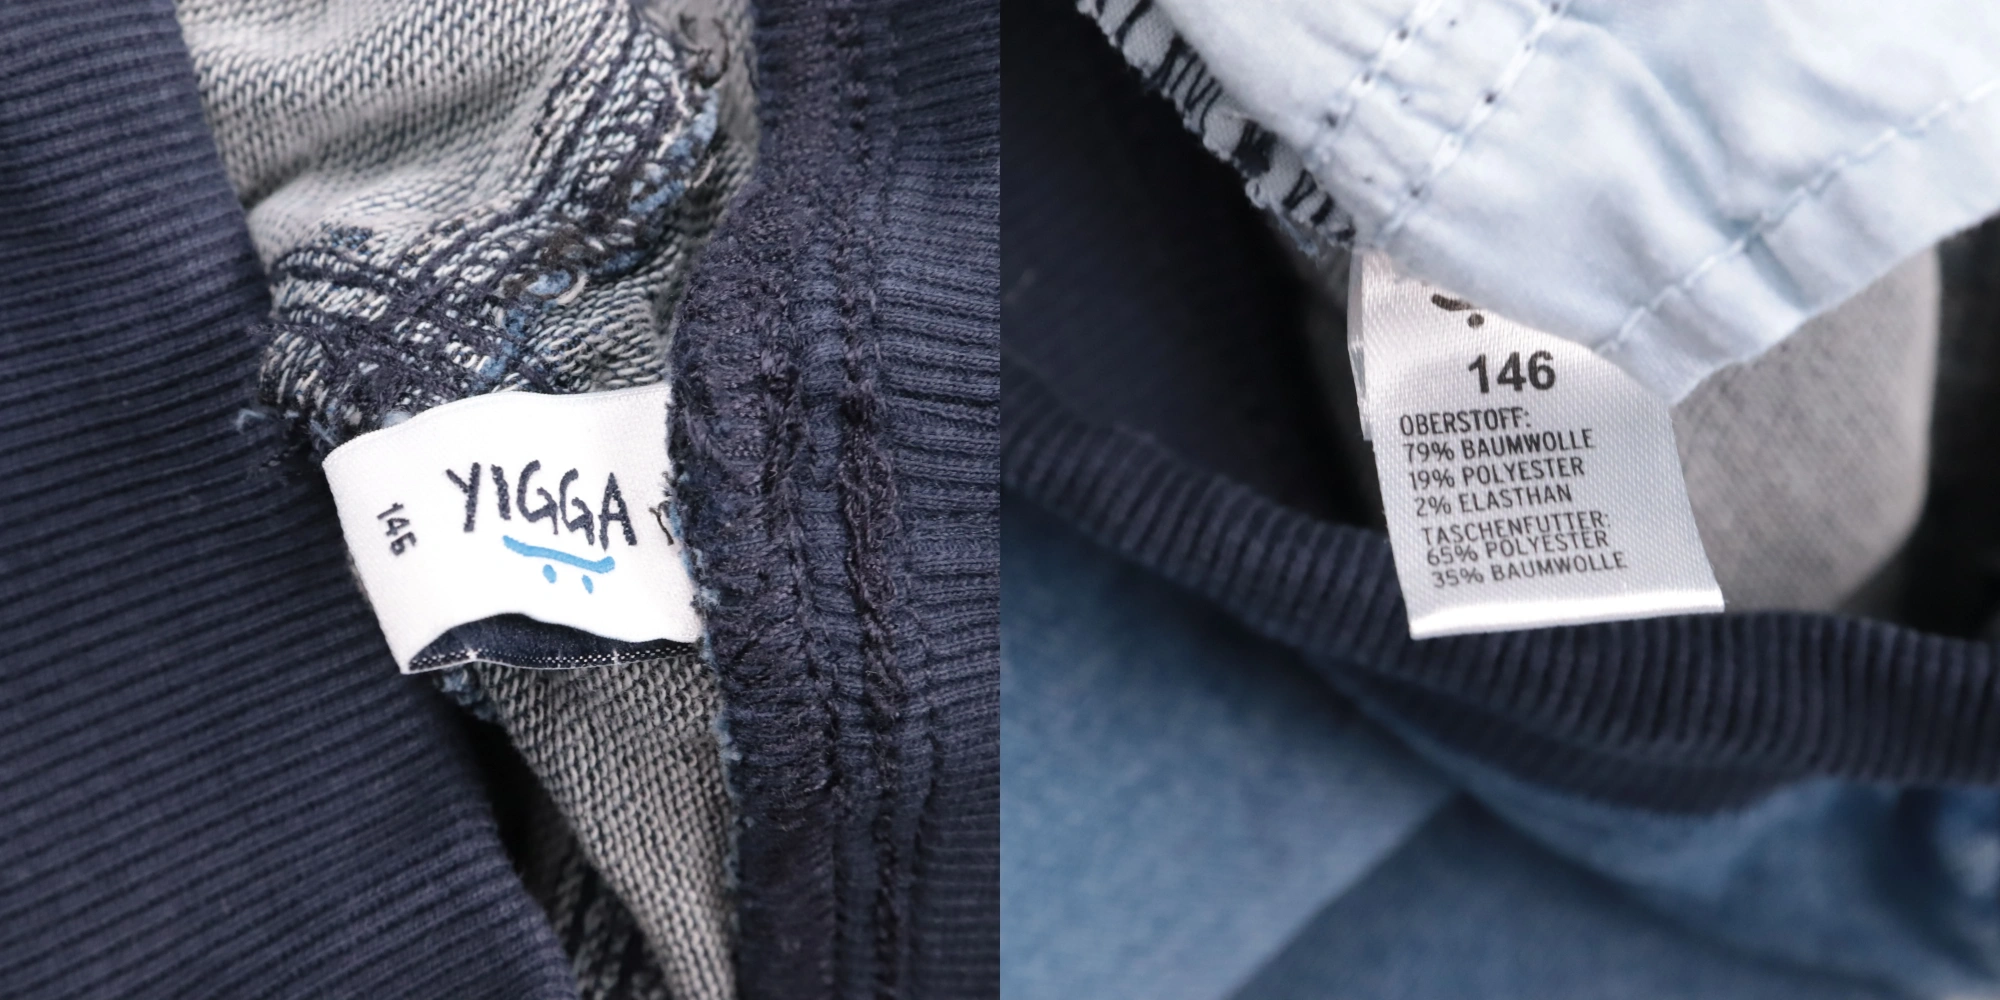 YIGGA
146
146
OBERSTOFF:
79% BAUMWOLLE
19% POLYESTER
2% ELASTHAN
TASCHENFUTTER:
65% POLYESTER
35% BAUMWOLLE